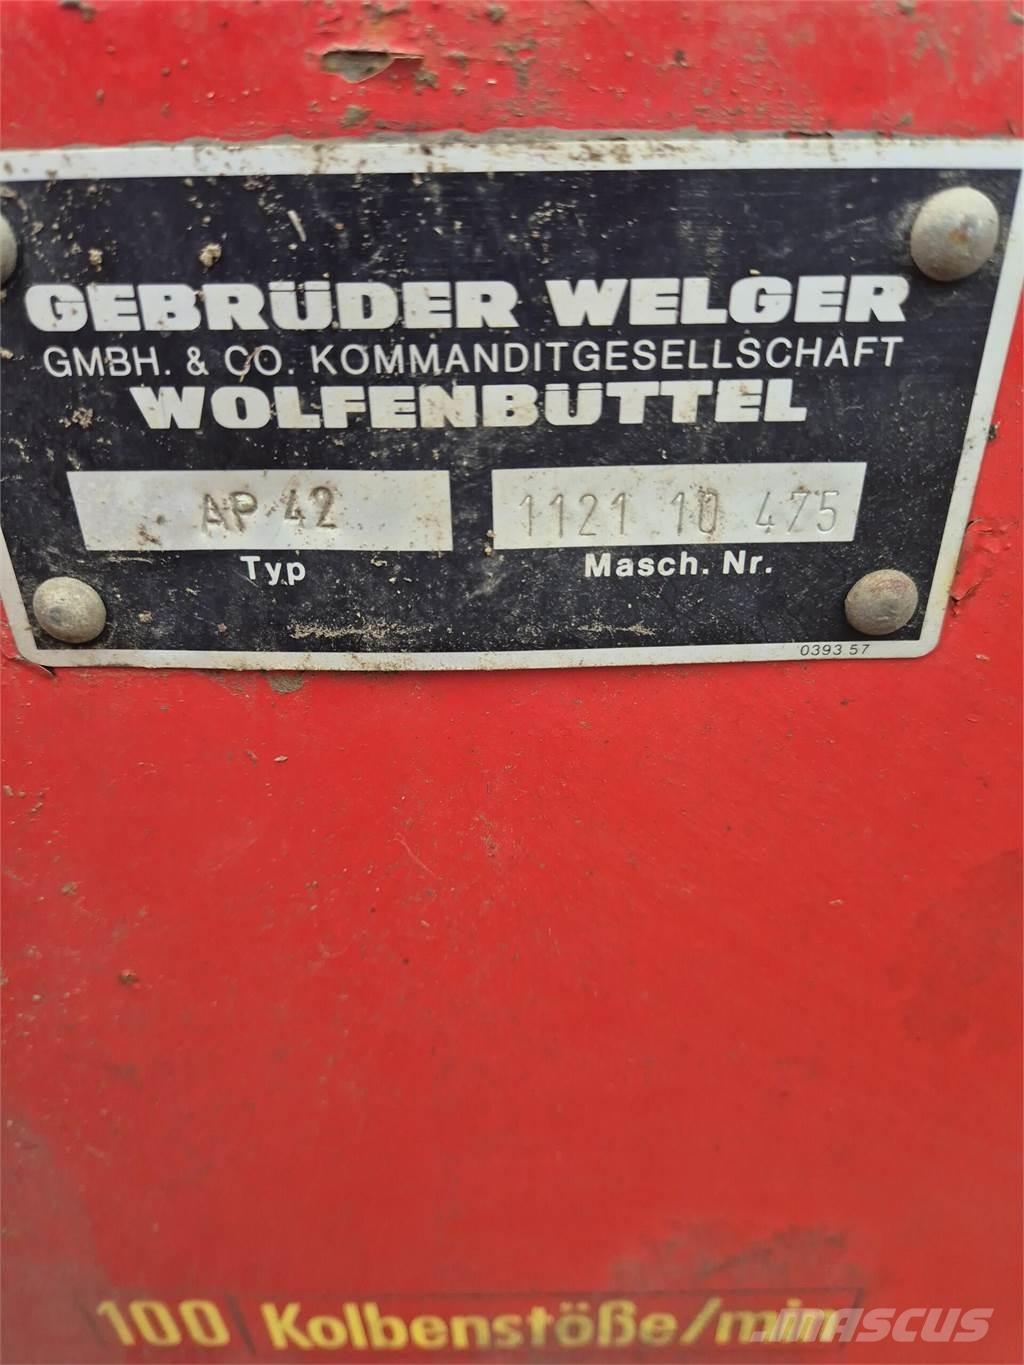 GEBRÜDER WELGER
GMBH. & CO. KOMMANDITGESELLSCHAFT
WOLFENBÜTTEL
AP 42
1121 10 475
Typ
Masch. Nr.
0393 57
100 Kolbenstöße/min
MASCUS